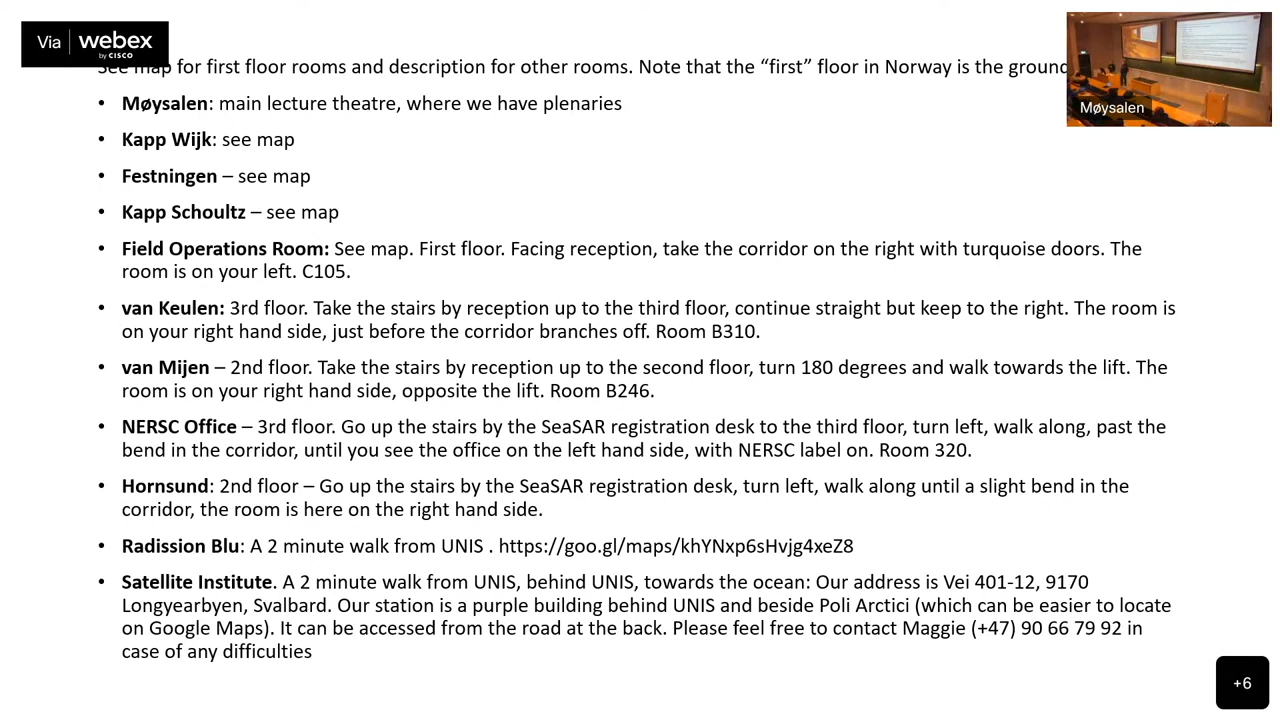 Via webex
by CISCO
See map for first floor rooms and description for other rooms. Note that the “first” floor in Norway is the ground
Møysalen
• Møysalen: main lecture theatre, where we have plenaries
• Kapp Wijk: see map
• Festningen – see map
• Kapp Schoultz – see map
• Field Operations Room: See map. First floor. Facing reception, take the corridor on the right with turquoise doors. The
room is on your left. C105.
• van Keulen: 3rd floor. Take the stairs by reception up to the third floor, continue straight but keep to the right. The room is
on your right hand side, just before the corridor branches off. Room B310.
• van Mijen – 2nd floor. Take the stairs by reception up to the second floor, turn 180 degrees and walk towards the lift. The
room is on your right hand side, opposite the lift. Room B246.
• NERSC Office – 3rd floor. Go up the stairs by the SeaSAR registration desk to the third floor, turn left, walk along, past the
bend in the corridor, until you see the office on the left hand side, with NERSC label on. Room 320.
• Hornsund: 2nd floor – Go up the stairs by the SeaSAR registration desk, turn left, walk along until a slight bend in the
corridor, the room is here on the right hand side.
• Radission Blu: A 2 minute walk from UNIS . https://goo.gl/maps/khYNxp6sHvjg4xeZ8
• Satellite Institute. A 2 minute walk from UNIS, behind UNIS, towards the ocean: Our address is Vei 401-12, 9170
Longyearbyen, Svalbard. Our station is a purple building behind UNIS and beside Poli Arctici (which can be easier to locate
on Google Maps). It can be accessed from the road at the back. Please feel free to contact Maggie (+47) 90 66 79 92 in
case of any difficulties
+6